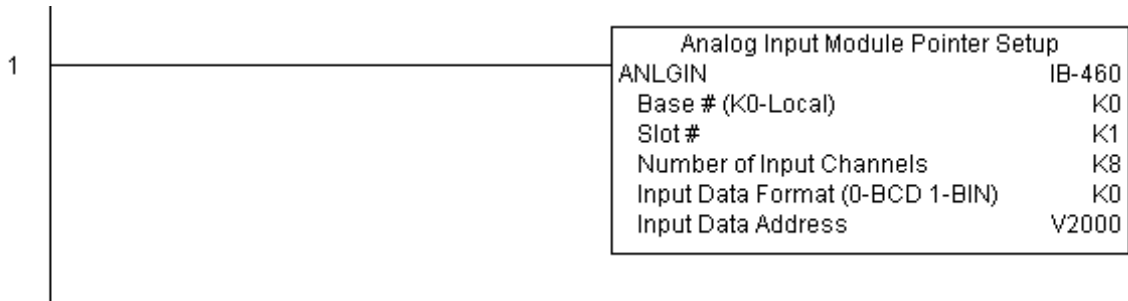 1
Analog Input Module Pointer Setup
ANLGIN IB-460
Base # (K0-Local) K0
Slot # K1
Number of Input Channels K8
Input Data Format (0-BCD 1-BIN) K0
Input Data Address V2000